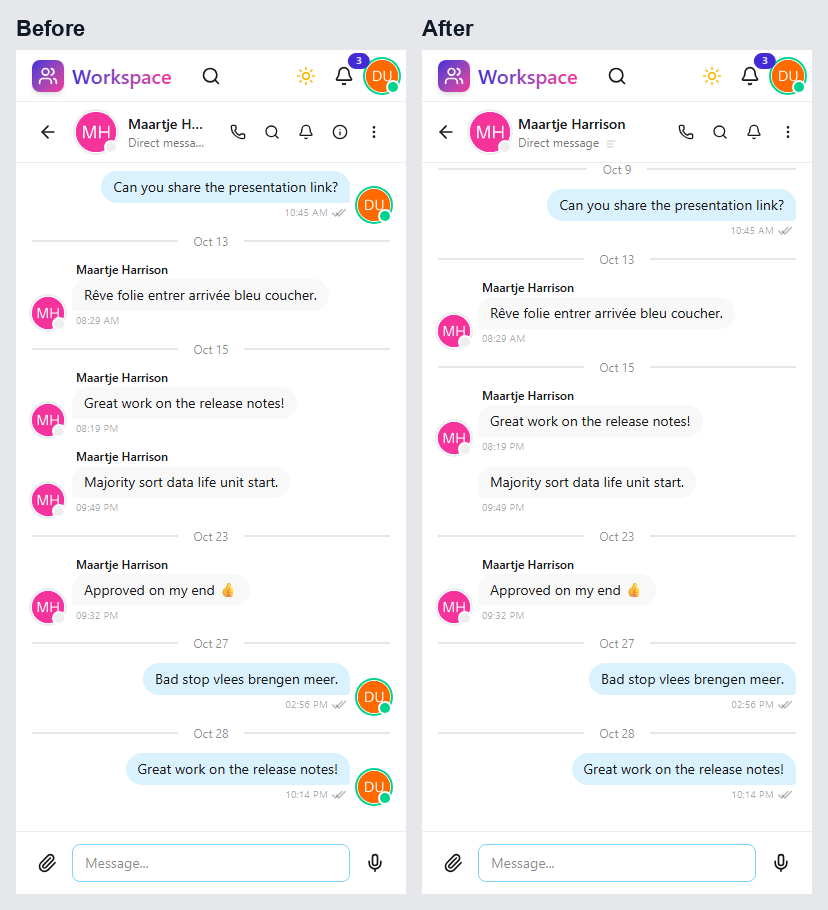 Before
Workspace
3
DU
MH
Maartje H...
Direct messa...
Can you share the presentation link?
DU
10:45 AM
Oct 13
Maartje Harrison
MH
Rêve folie entrer arrivée bleu coucher.
08:29 AM
Oct 15
Maartje Harrison
MH
Great work on the release notes!
08:19 PM
Maartje Harrison
MH
Majority sort data life unit start.
09:49 PM
Oct 23
Maartje Harrison
MH
Approved on my end 👍
09:32 PM
Oct 27
Bad stop vlees brengen meer.
DU
02:56 PM
Oct 28
Great work on the release notes!
DU
10:14 PM
Message...
After
Workspace
3
DU
MH
Maartje Harrison
Direct message
Oct 9
Can you share the presentation link?
10:45 AM
Oct 13
Maartje Harrison
MH
Rêve folie entrer arrivée bleu coucher.
08:29 AM
Oct 15
Maartje Harrison
MH
Great work on the release notes!
08:19 PM
Majority sort data life unit start.
09:49 PM
Oct 23
Maartje Harrison
MH
Approved on my end 👍
09:32 PM
Oct 27
Bad stop vlees brengen meer.
02:56 PM
Oct 28
Great work on the release notes!
10:14 PM
Message...